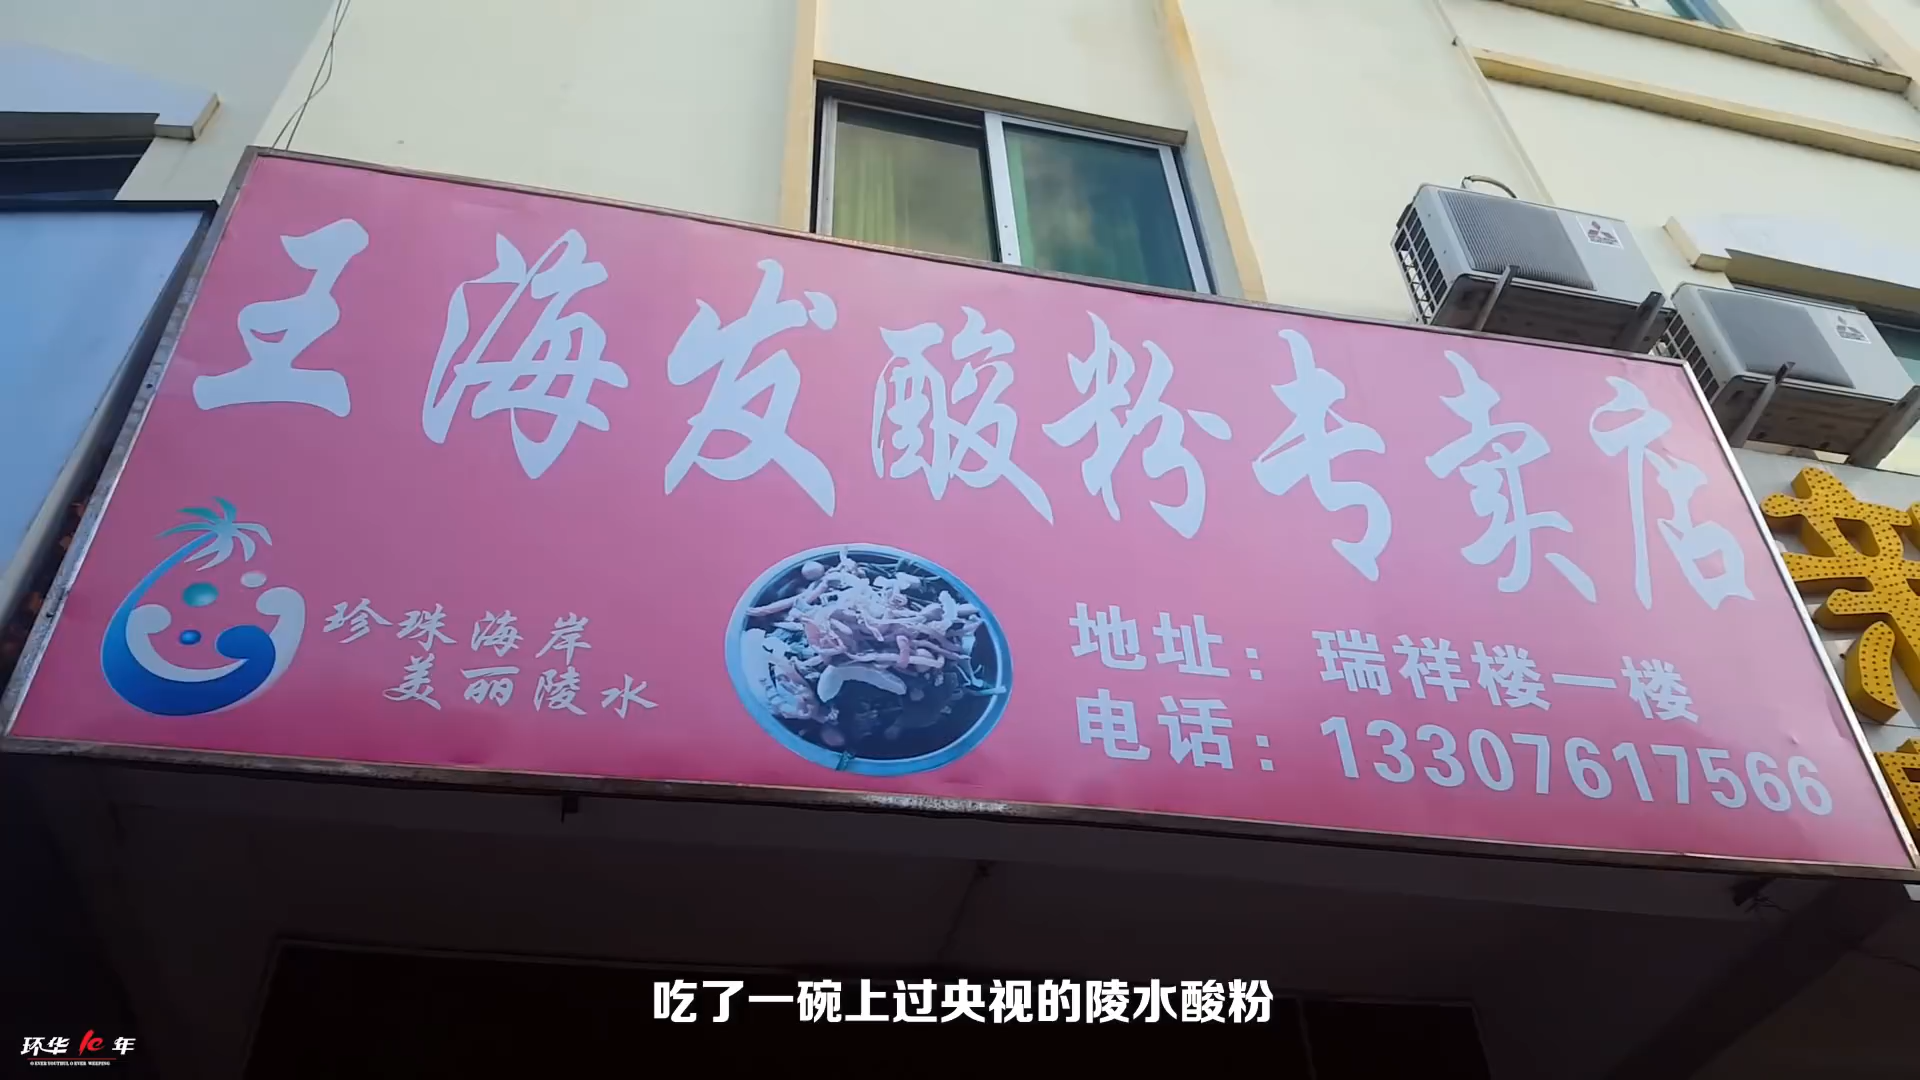 王海发酸粉专卖店
珍珠海岸
美丽陵水
地址：瑞祥楼一楼
电话：13307617566
吃了一碗上过央视的陵水酸粉
环华10年